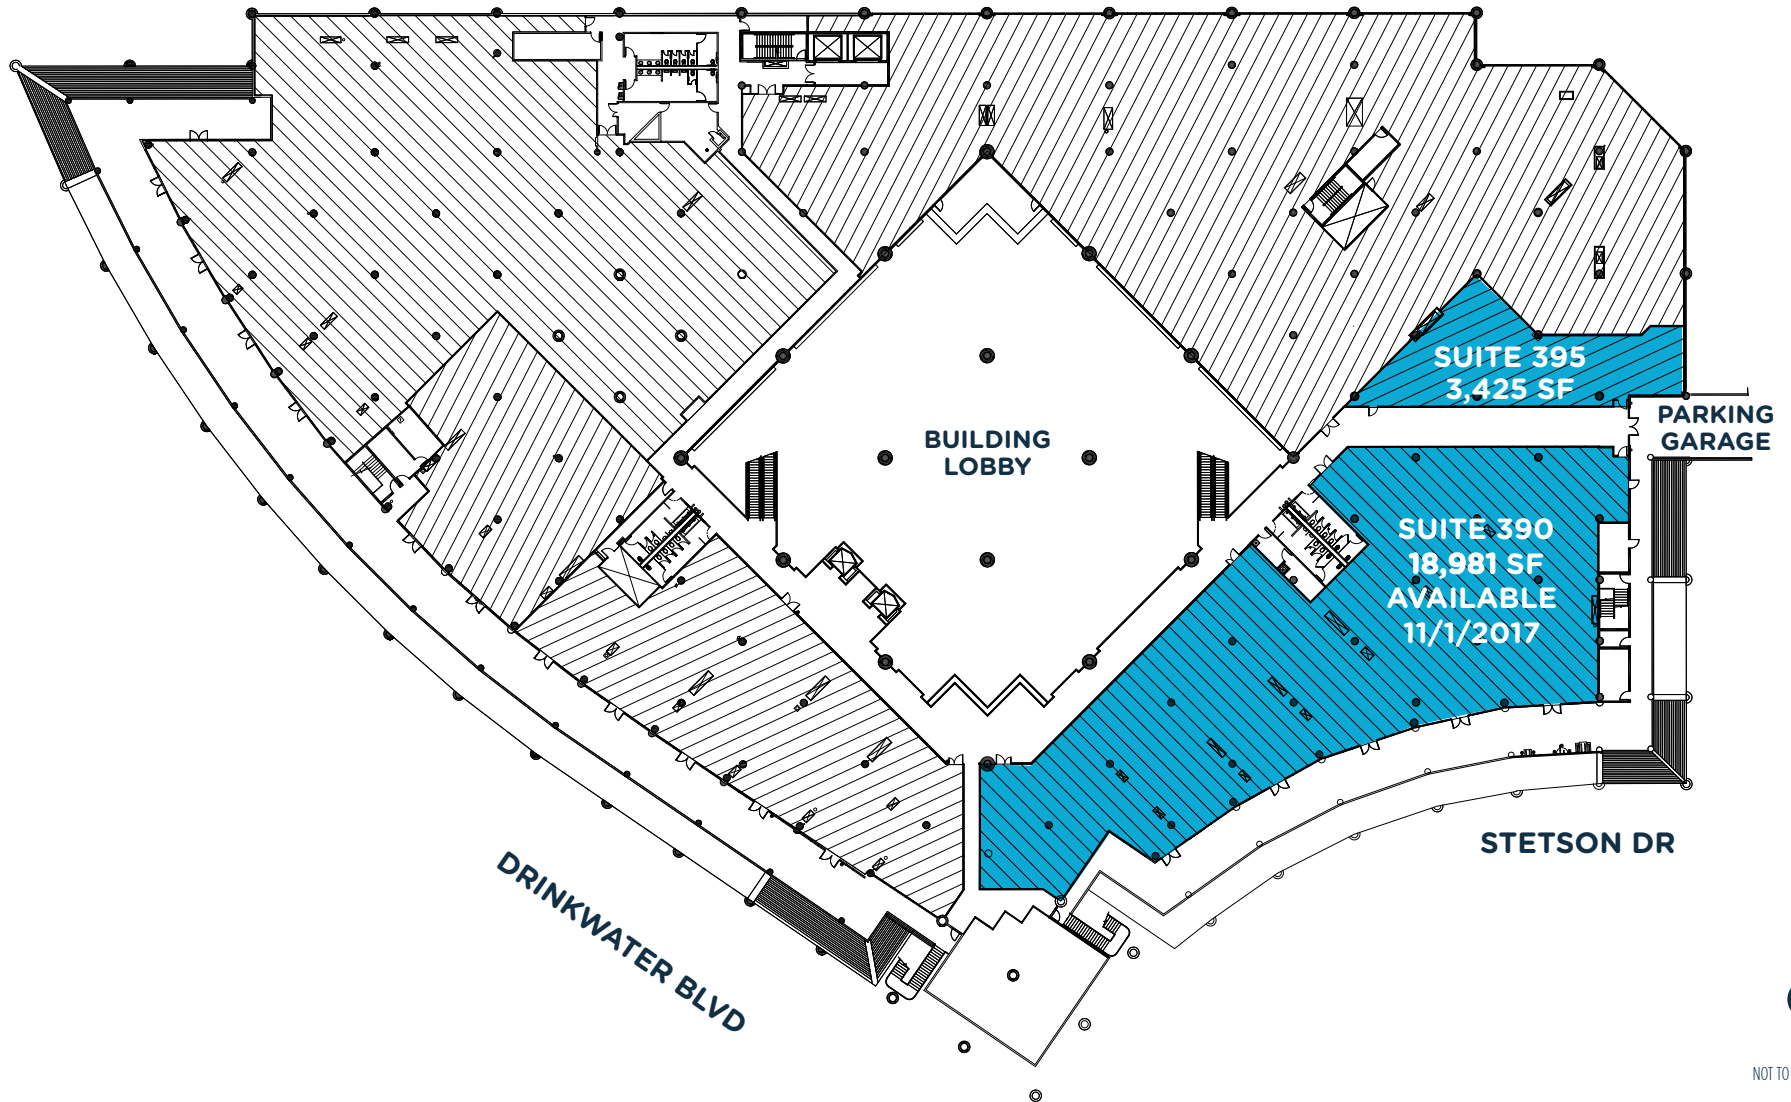 SUITE 395
3,425 SF
PARKING
GARAGE
BUILDING
LOBBY
SUITE 390
18,981 SF
AVAILABLE
11/1/2017
STETSON DR
DRINKWATER BLVD
NOT TO